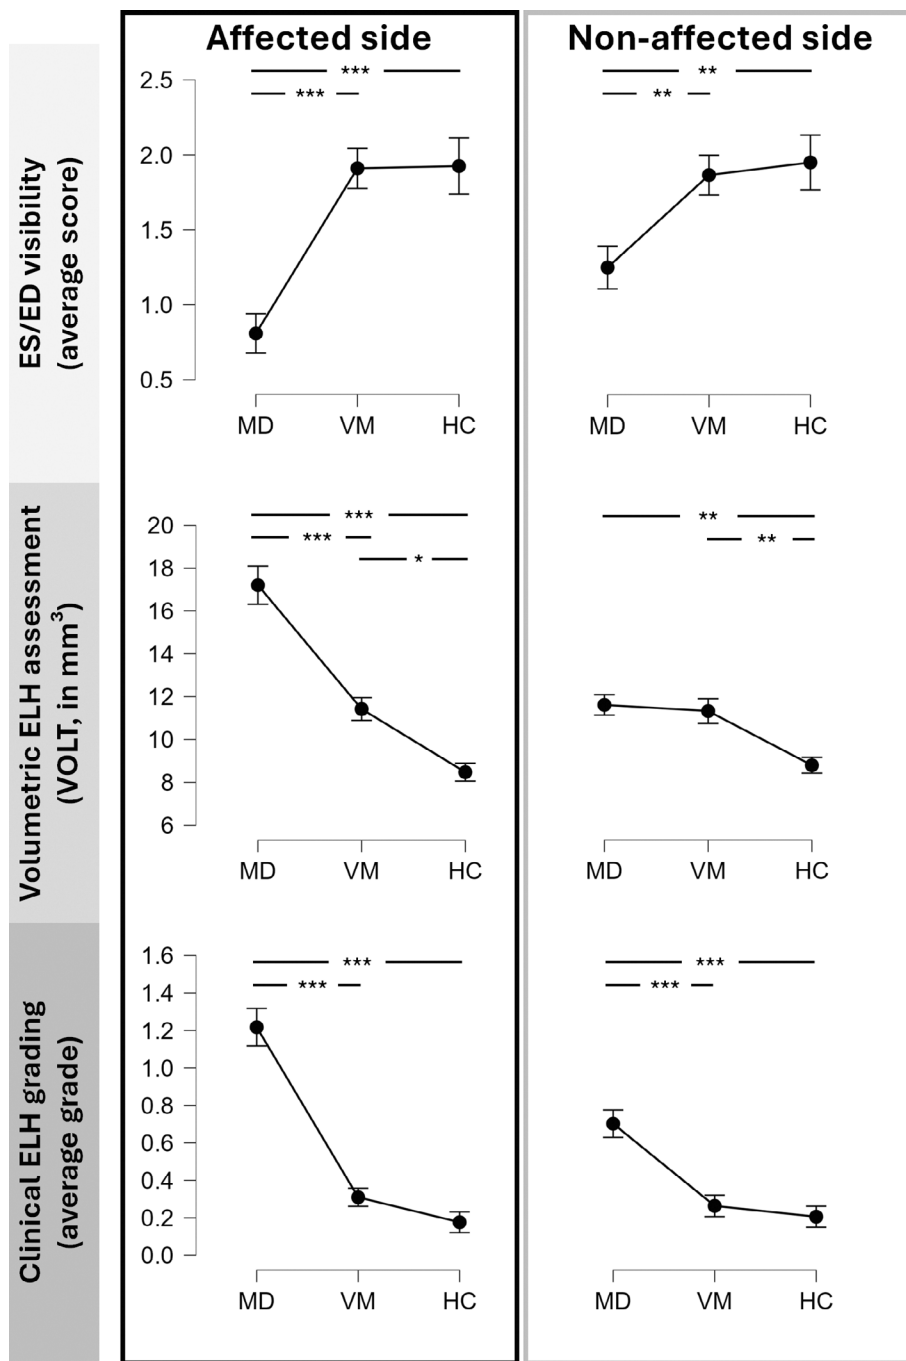 Affected side
Non-affected side
ES/ED visibility
(average score)
2.5
2.0
1.5
1.0
0.5
***
***
MD
VM
HC
**
**
MD
VM
HC
Volumetric ELH assessment
(VOLT, in mm³)
20
18
16
14
12
10
8
6
***
***
*
MD
VM
HC
**
**
MD
VM
HC
Clinical ELH grading
(average grade)
1.6
1.4
1.2
1.0
0.8
0.6
0.4
0.2
0.0
***
***
MD
VM
HC
***
***
MD
VM
HC